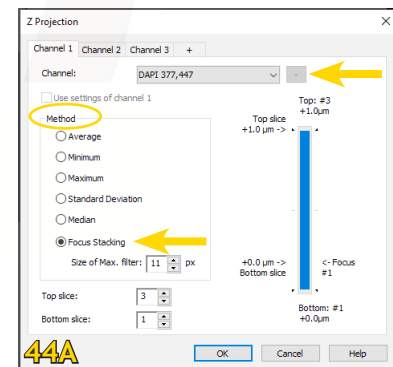 Z Projection
Channel 1 Channel 2 Channel 3 +
Channel: DAPI 377,447 -
Use settings of channel 1
Method
Average
Minimum
Maximum
Standard Deviation
Median
Focus Stacking
Size of Max. filter: 11 px
Top slice: 3
Bottom slice: 1
Top: #3
+1.0µm
Top slice
+1.0 µm ->
+0.0 µm -> <- Focus
Bottom slice #1
Bottom: #1
+0.0µm
44A
OK Cancel Help